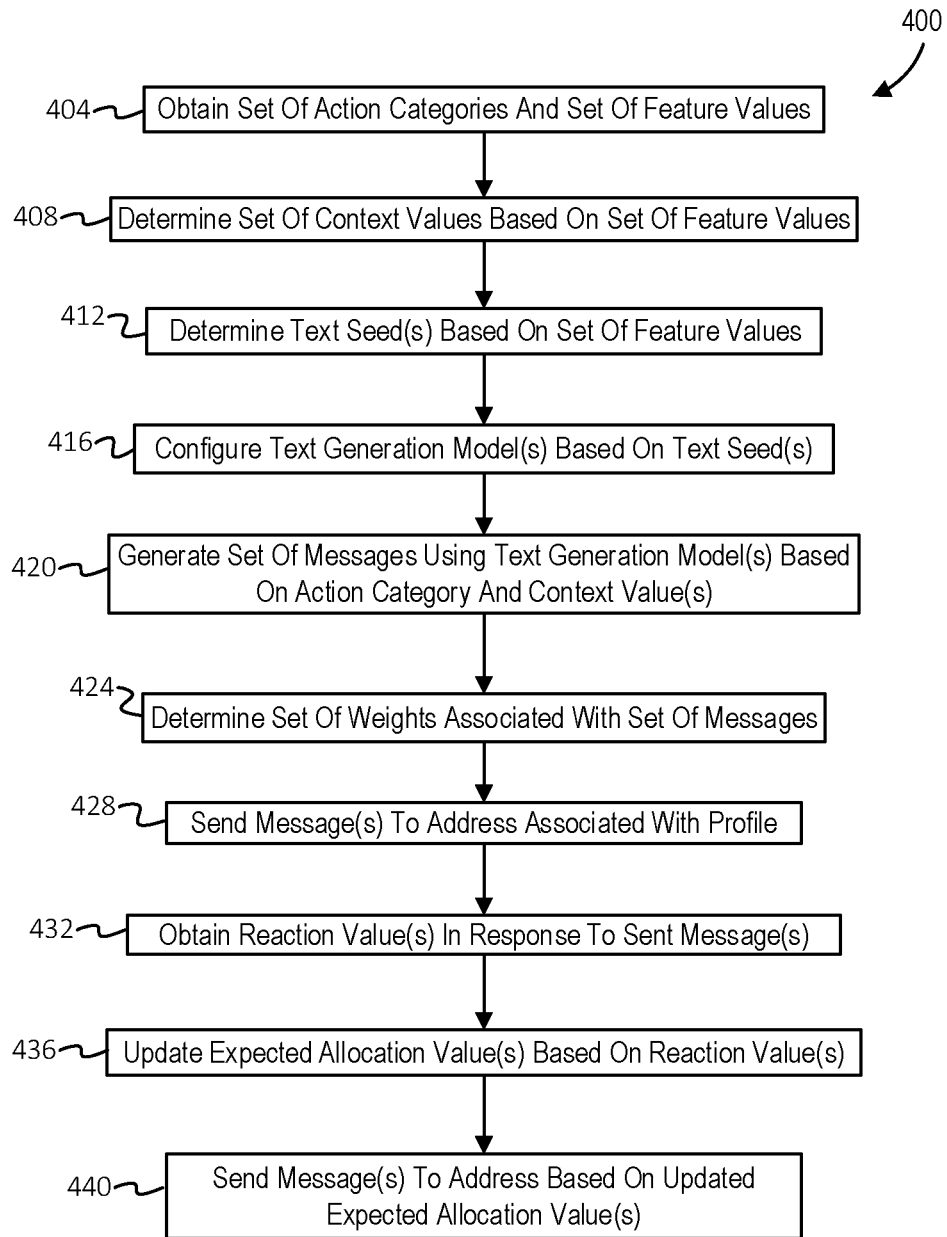 400
404
Obtain Set Of Action Categories And Set Of Feature Values
408
Determine Set Of Context Values Based On Set Of Feature Values
412
Determine Text Seed(s) Based On Set Of Feature Values
416
Configure Text Generation Model(s) Based On Text Seed(s)
420
Generate Set Of Messages Using Text Generation Model(s) Based
On Action Category And Context Value(s)
424
Determine Set Of Weights Associated With Set Of Messages
428
Send Message(s) To Address Associated With Profile
432
Obtain Reaction Value(s) In Response To Sent Message(s)
436
Update Expected Allocation Value(s) Based On Reaction Value(s)
440
Send Message(s) To Address Based On Updated
Expected Allocation Value(s)